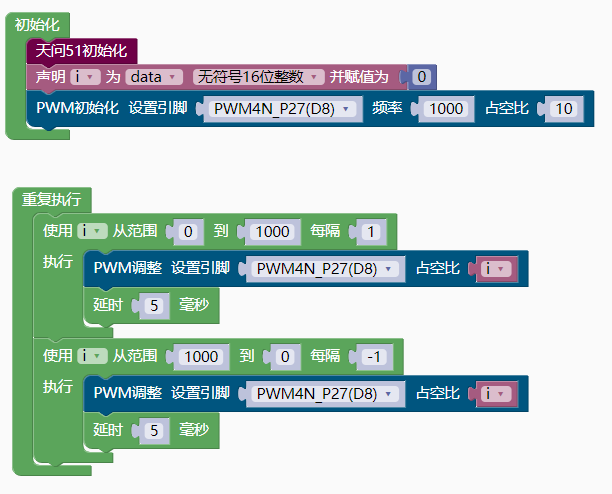 初始化
天问51初始化
声明 i 为 data 无符号16位整数 并赋值为 0
PWM初始化 设置引脚 PWM4N_P27(D8) 频率 1000 占空比 10
重复执行
使用 i 从范围 0 到 1000 每隔 1
执行 PWM调整 设置引脚 PWM4N_P27(D8) 占空比 i
延时 5 毫秒
使用 i 从范围 1000 到 0 每隔 -1
执行 PWM调整 设置引脚 PWM4N_P27(D8) 占空比 i
延时 5 毫秒